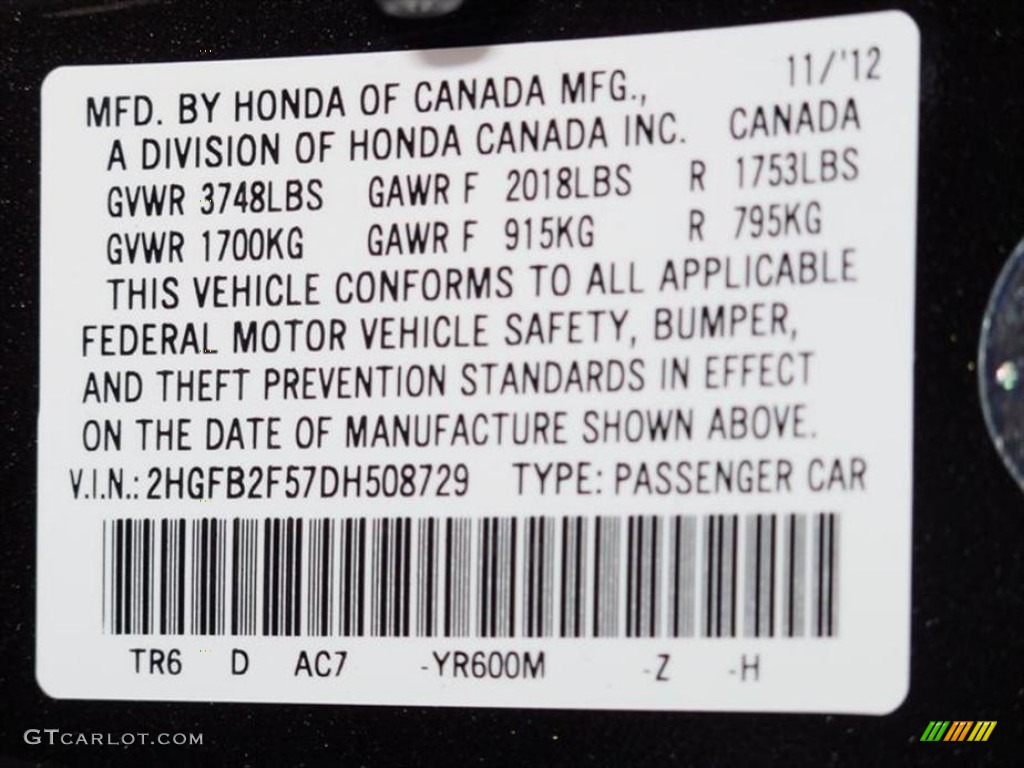 11/'12
MFD. BY HONDA OF CANADA MFG.,
A DIVISION OF HONDA CANADA INC. CANADA
GVWR 3748LBS GAWR F 2018LBS R 1753LBS
GVWR 1700KG GAWR F 915KG R 795KG
THIS VEHICLE CONFORMS TO ALL APPLICABLE
FEDERAL MOTOR VEHICLE SAFETY, BUMPER,
AND THEFT PREVENTION STANDARDS IN EFFECT
ON THE DATE OF MANUFACTURE SHOWN ABOVE.
V.I.N.: 2HGFB2F57DH508729 TYPE: PASSENGER CAR
TR6 D AC7 -YR600M -Z -H
GTCARLOT.COM